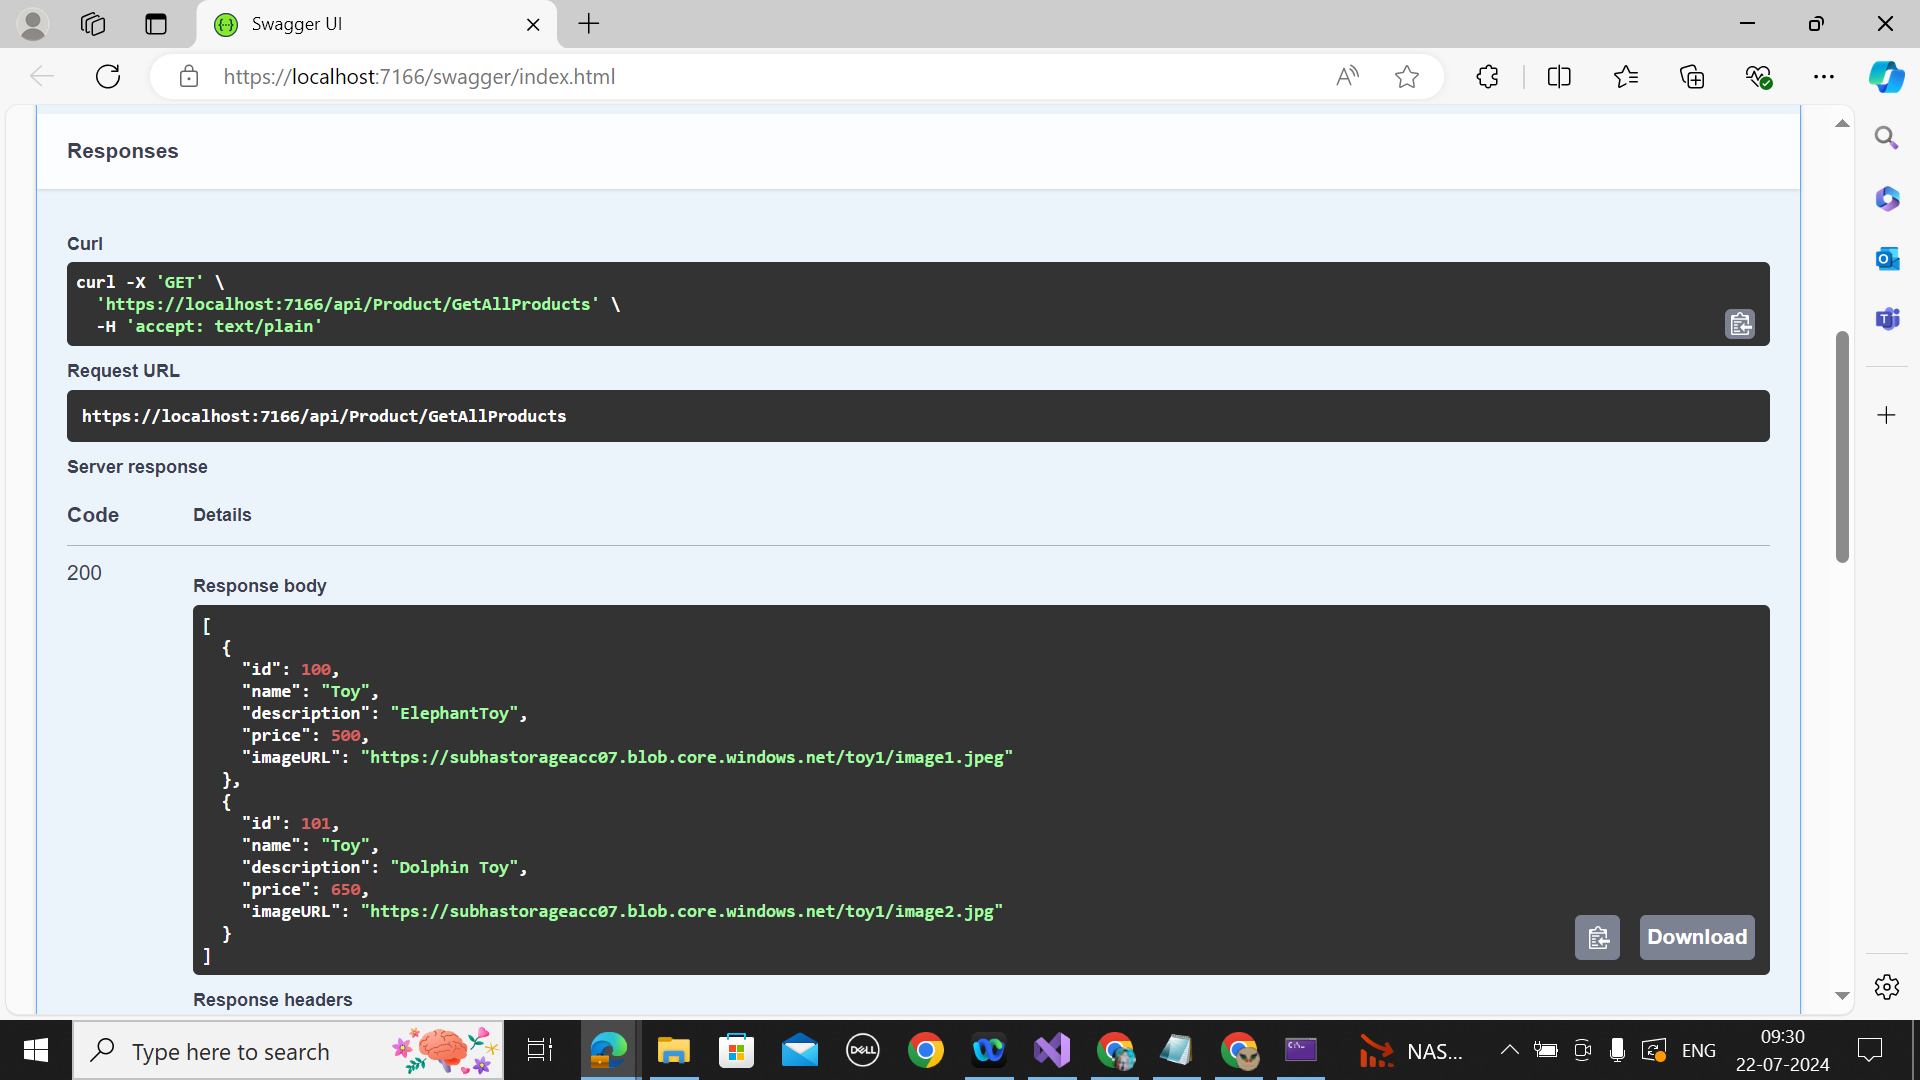 Swagger UI
https://localhost:7166/swagger/index.html
Responses
Curl
curl -X 'GET' \
  'https://localhost:7166/api/Product/GetAllProducts' \
  -H 'accept: text/plain'
Request URL
https://localhost:7166/api/Product/GetAllProducts
Server response
Code Details
200
Response body
[
  {
    "id": 100,
    "name": "Toy",
    "description": "ElephantToy",
    "price": 500,
    "imageURL": "https://subhastorageacc07.blob.core.windows.net/toy1/image1.jpeg"
  },
  {
    "id": 101,
    "name": "Toy",
    "description": "Dolphin Toy",
    "price": 650,
    "imageURL": "https://subhastorageacc07.blob.core.windows.net/toy1/image2.jpg"
  }
]
Download
Response headers
Type here to search
DELL
NAS...
ENG
09:30
22-07-2024